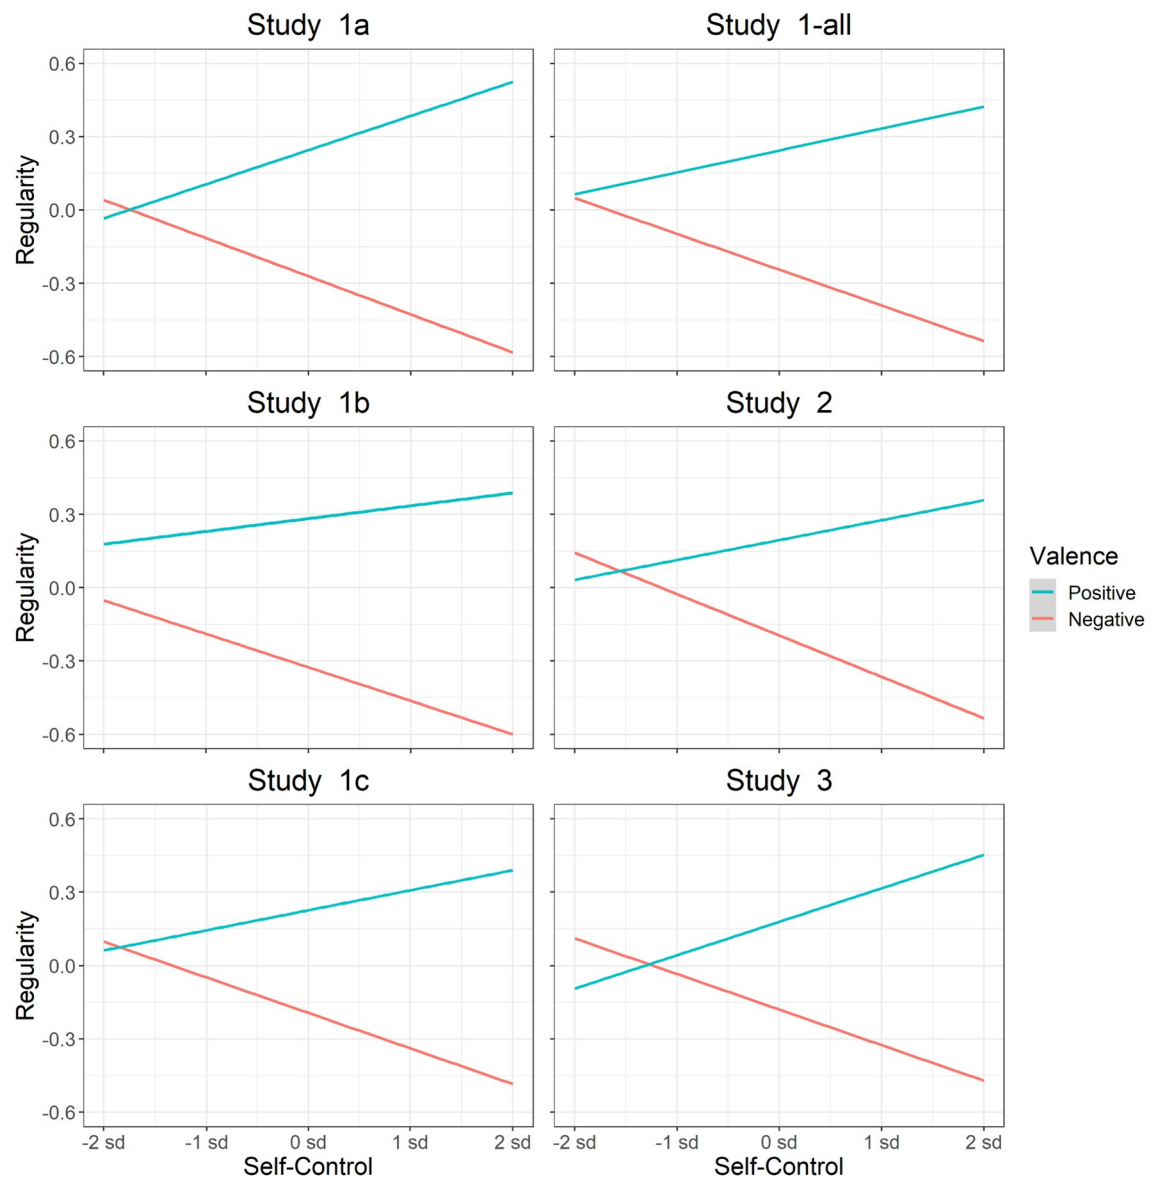 Study 1a
Study 1-all
0.6
0.3
0.0
-0.3
-0.6
Regularity
Study 1b
Study 2
0.6
0.3
0.0
-0.3
-0.6
Regularity
Valence
Positive
Negative
Study 1c
Study 3
0.6
0.3
0.0
-0.3
-0.6
Regularity
-2 sd -1 sd 0 sd 1 sd 2 sd
-2 sd -1 sd 0 sd 1 sd 2 sd
Self-Control
Self-Control